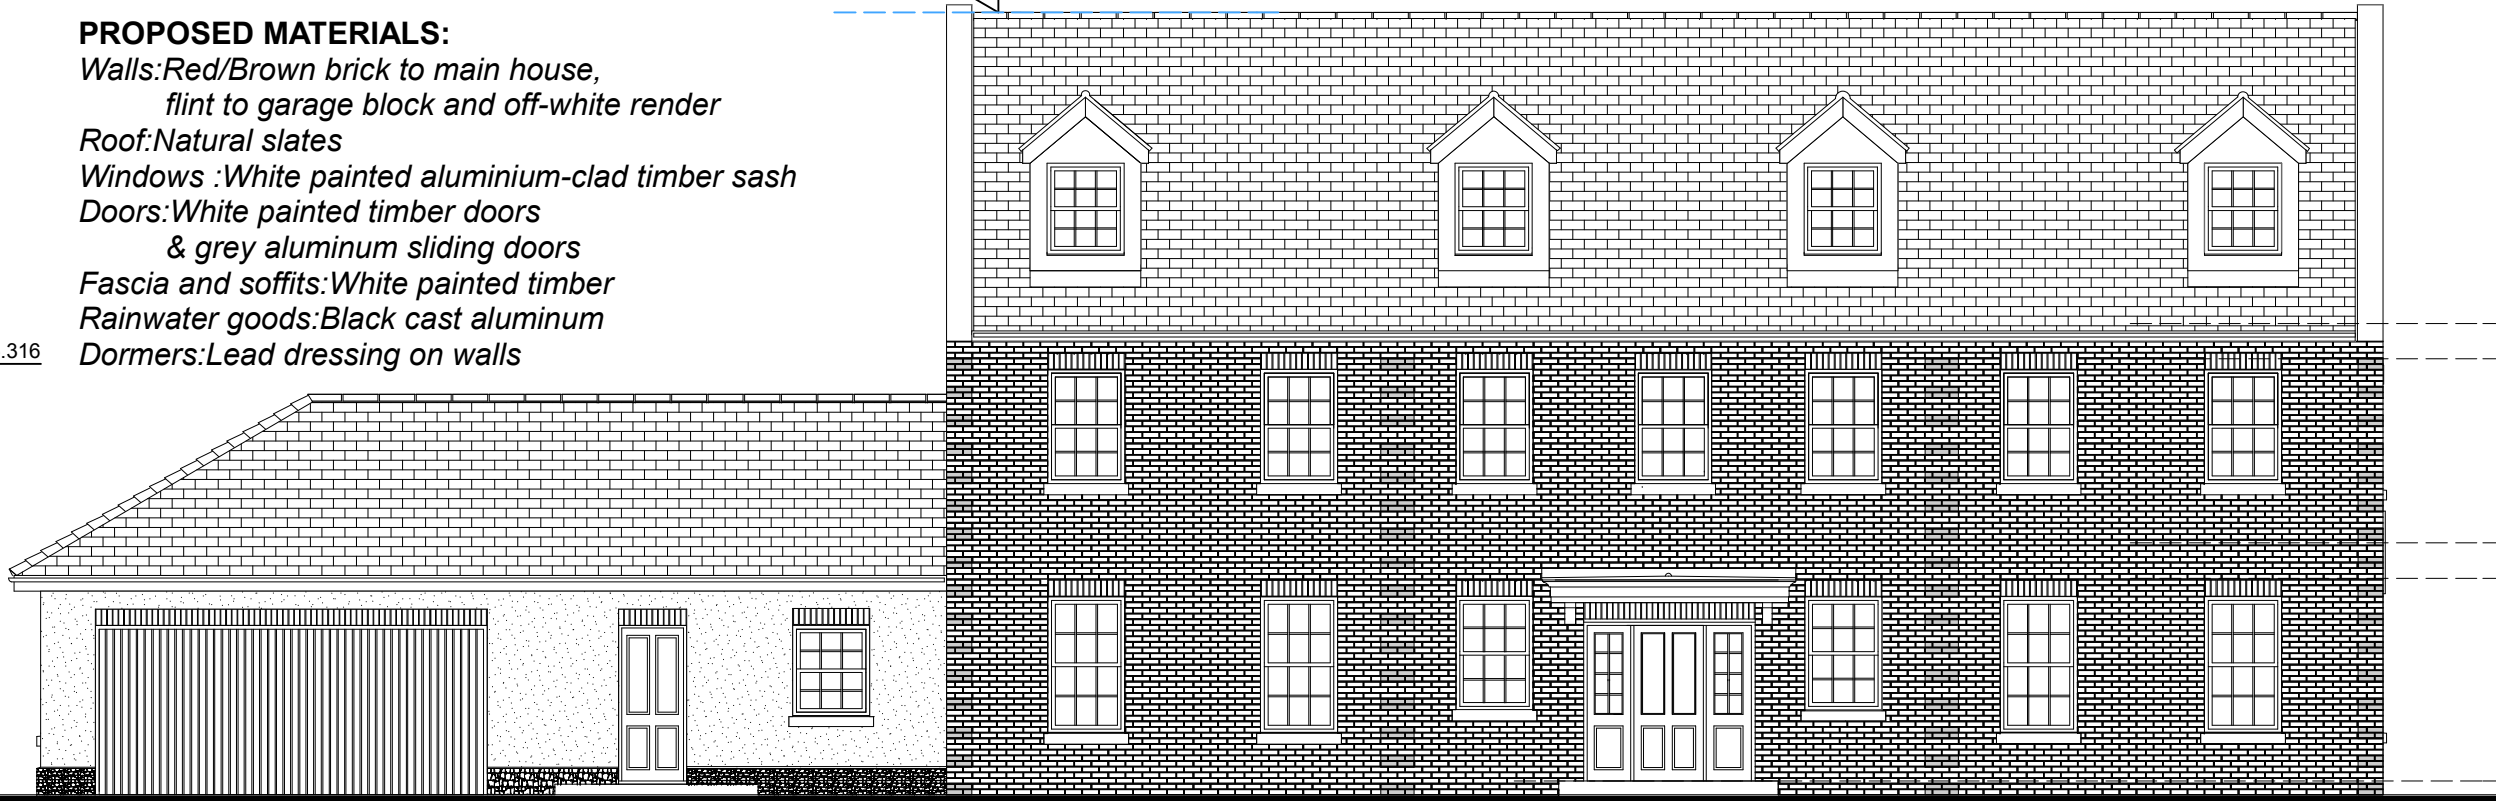 PROPOSED MATERIALS:
Walls:Red/Brown brick to main house,
flint to garage block and off-white render
Roof:Natural slates
Windows :White painted aluminium-clad timber sash
Doors:White painted timber doors
& grey aluminum sliding doors
Fascia and soffits:White painted timber
Rainwater goods:Black cast aluminum
.316
Dormers:Lead dressing on walls